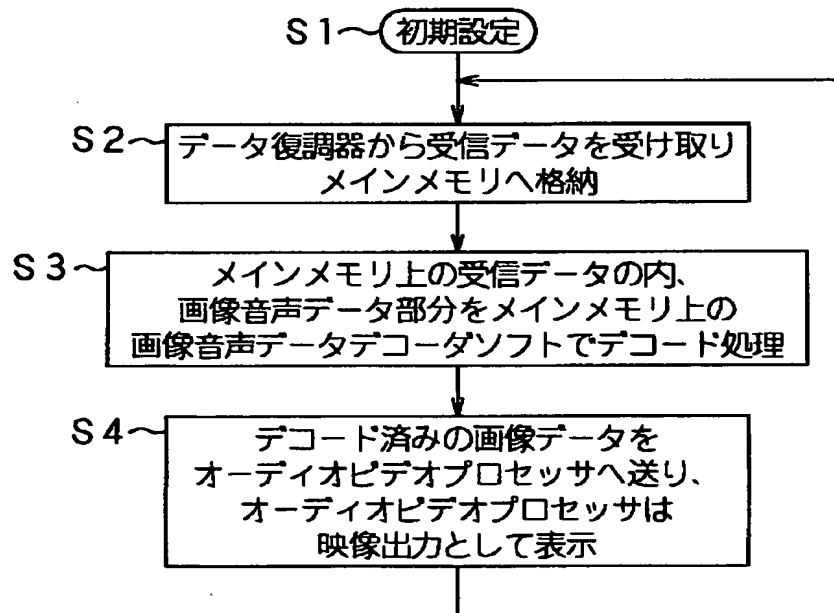 S1～初期設定
S2～データ復調器から受信データを受け取り
メインメモリへ格納
S3～メインメモリ上の受信データの内、
画像音声データ部分をメインメモリ上の
画像音声データデコーダソフトでデコード処理
S4～デコード済みの画像データを
オーディオビデオプロセッサへ送り、
オーディオビデオプロセッサは
映像出力として表示